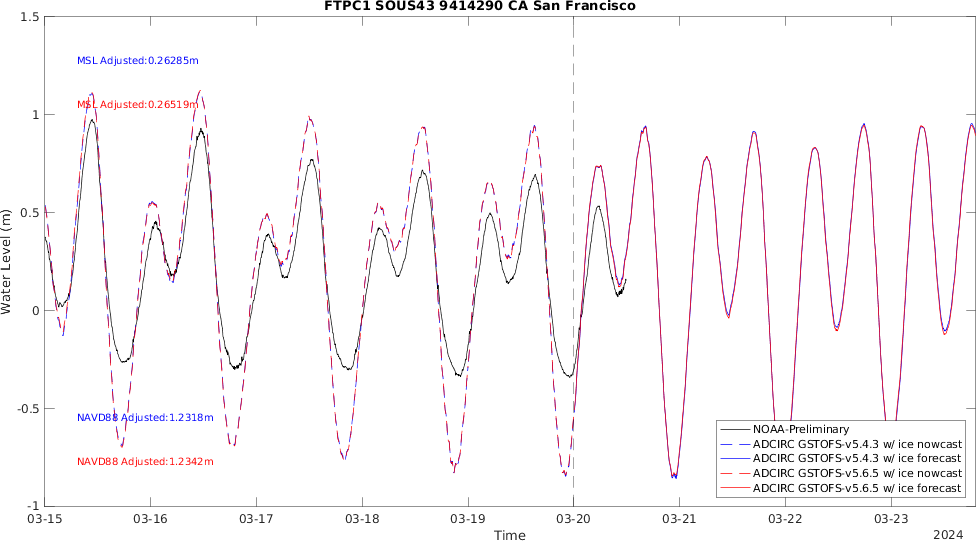 FTPC1 SOUS43 9414290 CA San Francisco
1.5
1
0.5
0
-0.5
-1
Water Level (m)
MSL Adjusted:0.26285m
MSL Adjusted:0.26519m
NAVD88 Adjusted:1.2318m
NAVD88 Adjusted:1.2342m
NOAA-Preliminary
ADCIRC GSTOFS-v5.4.3 w/ ice nowcast
ADCIRC GSTOFS-v5.4.3 w/ ice forecast
ADCIRC GSTOFS-v5.6.5 w/ ice nowcast
ADCIRC GSTOFS-v5.6.5 w/ ice forecast
03-15 03-16 03-17 03-18 03-19 03-20 03-21 03-22 03-23
Time
2024